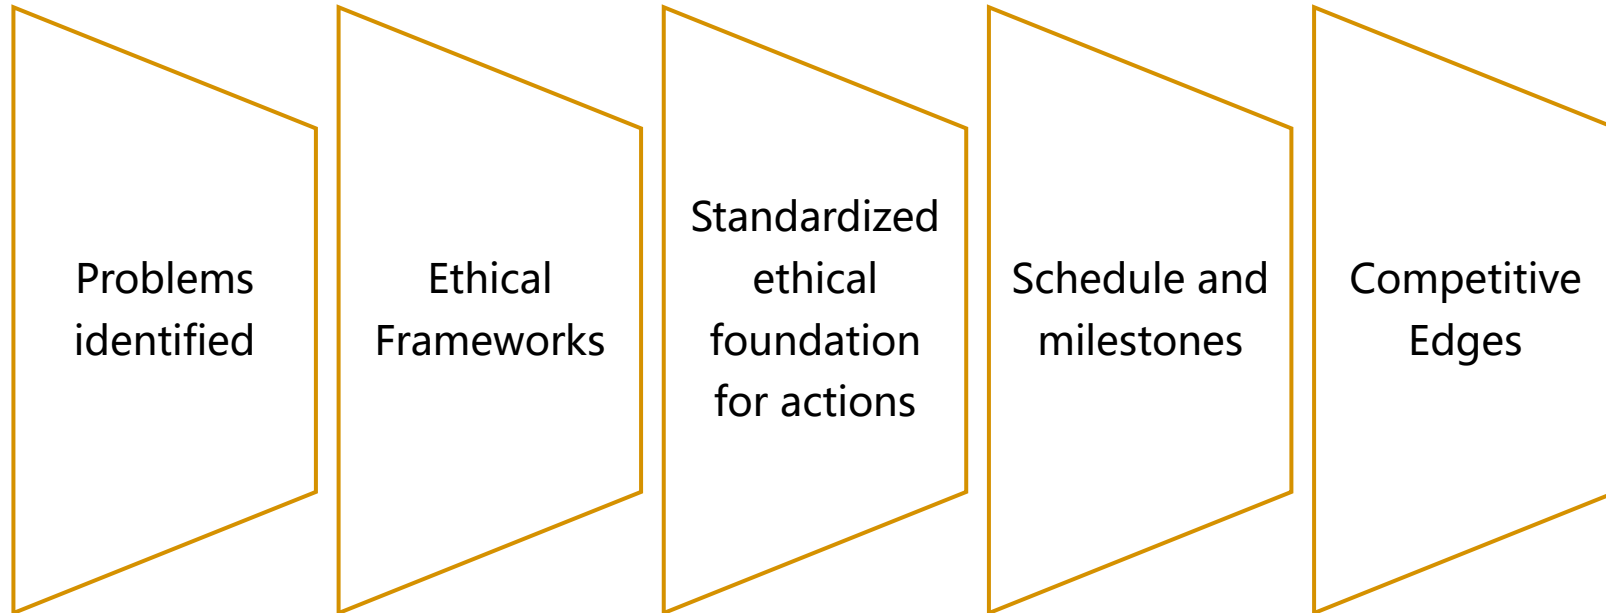 Problems
identified
Ethical
Frameworks
Standardized
ethical
foundation
for actions
Schedule and
milestones
Competitive
Edges